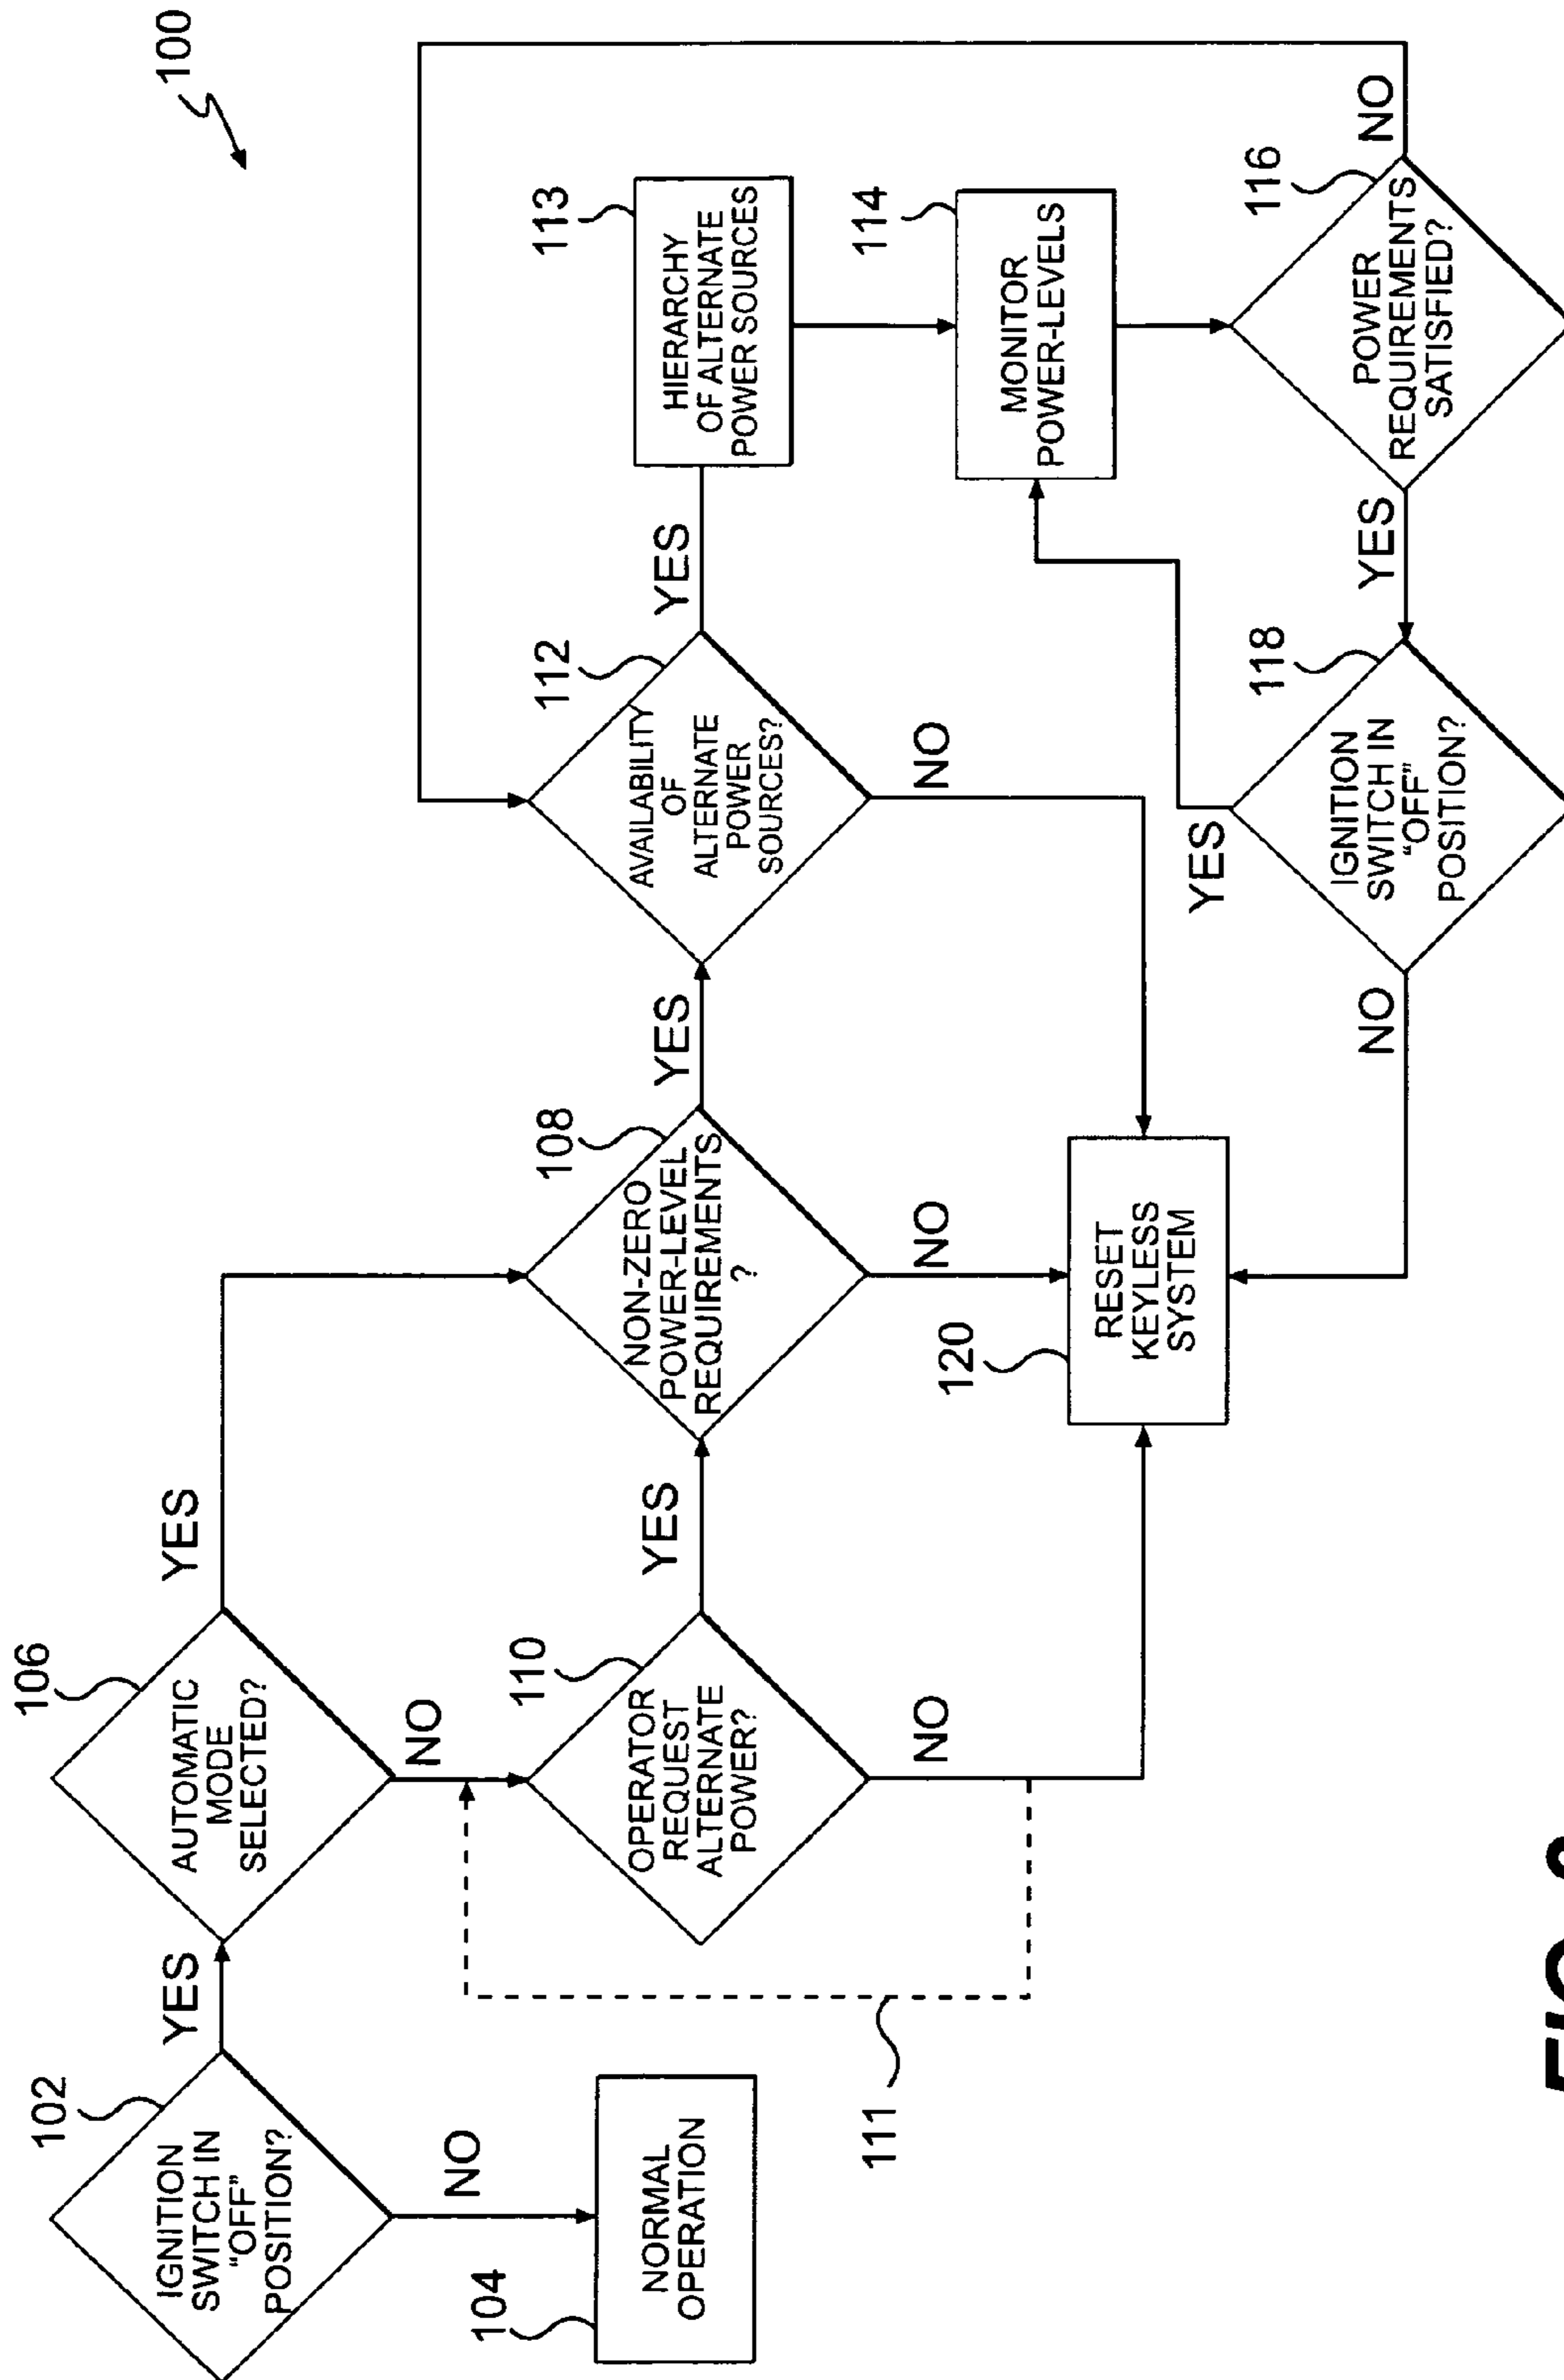 100
102
IGNITION
SWITCH IN
"OFF"
POSITION?
YES
NO
104
NORMAL
OPERATION
106
AUTOMATIC
MODE
SELECTED?
YES
NO
110
OPERATOR
REQUEST
ALTERNATE
POWER?
YES
NO
111
108
NON-ZERO
POWER-LEVEL
REQUIREMENTS
?
YES
NO
112
AVAILABILITY
OF
ALTERNATE
POWER
SOURCES?
YES
NO
113
HIERARCHY
OF ALTERNATE
POWER SOURCES
114
MONITOR
POWER-LEVELS
116
POWER
REQUIREMENTS
SATISFIED?
NO
YES
118
IGNITION
SWITCH IN
"OFF"
POSITION?
YES
NO
120
RESET
KEYLESS
SYSTEM
FIG.